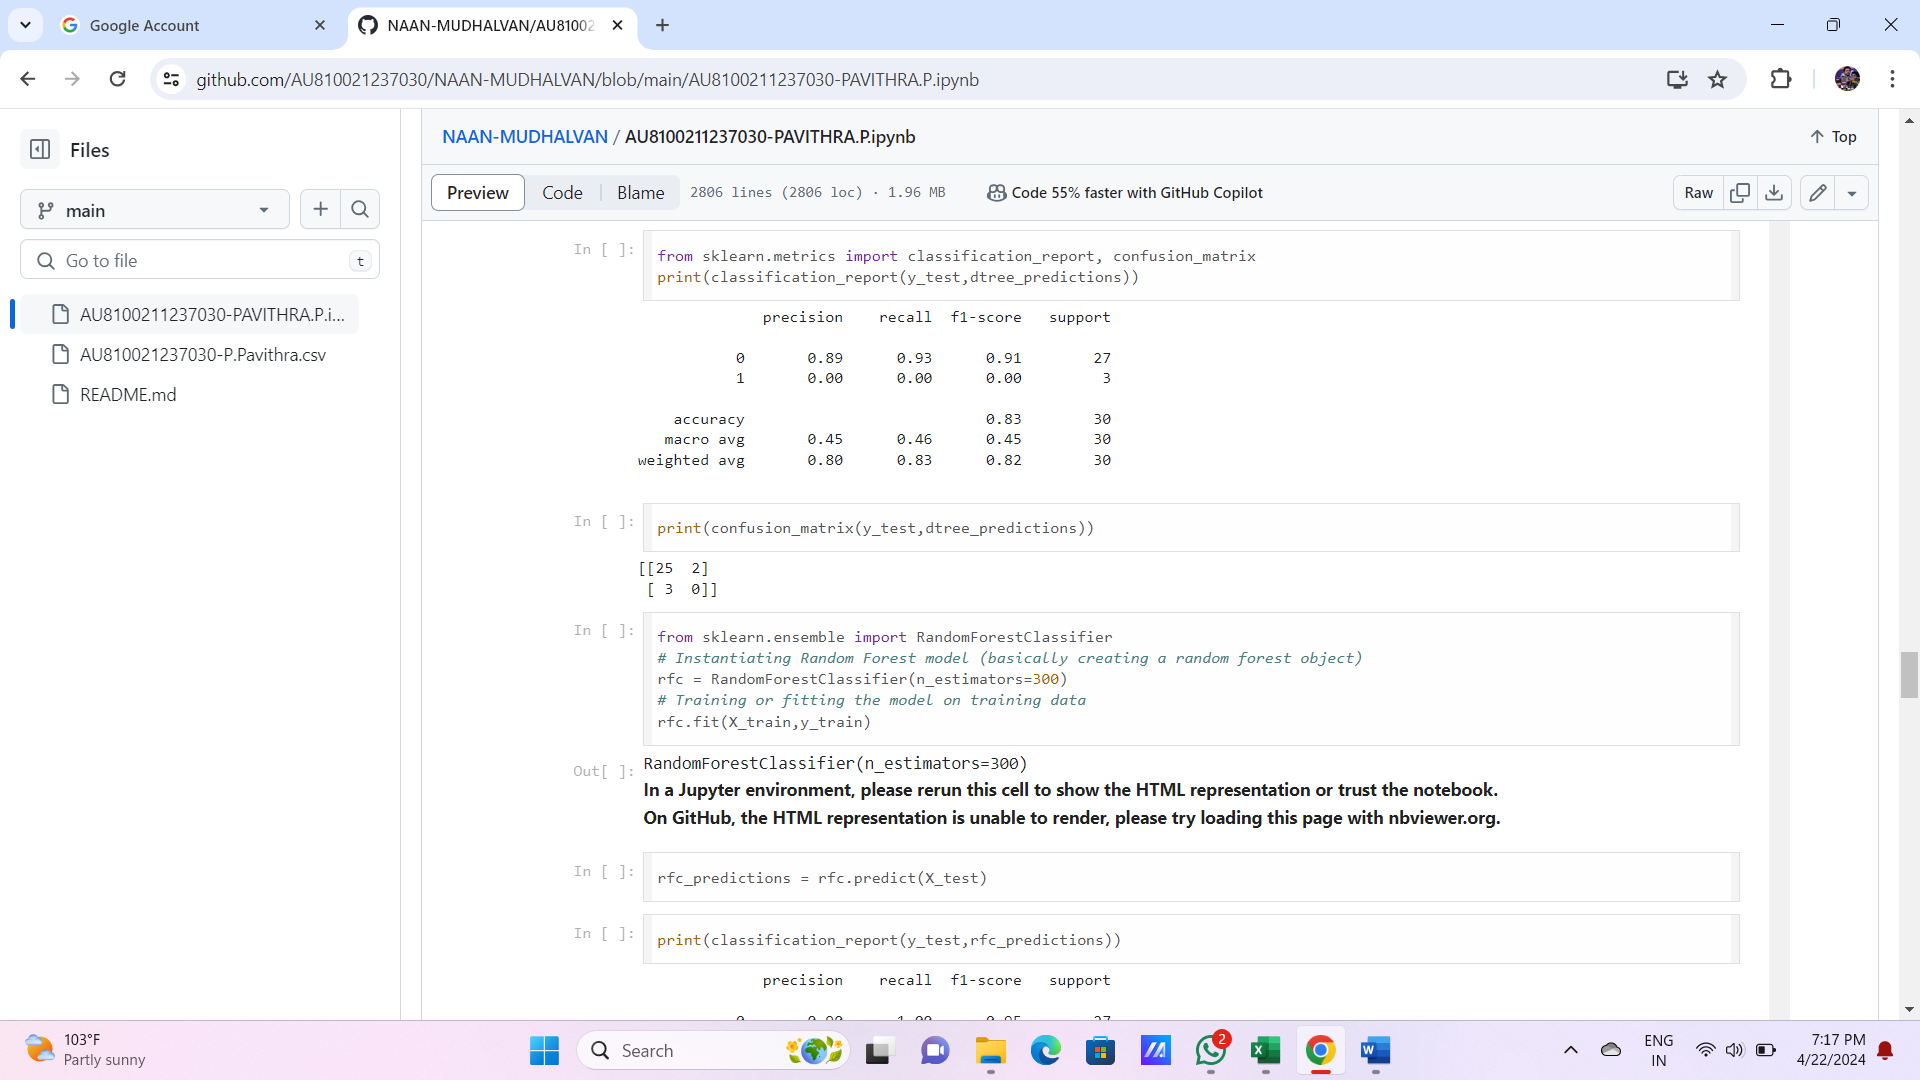 Google Account
NAAN-MUDHALVAN/AU81002
github.com/AU810021237030/NAAN-MUDHALVAN/blob/main/AU8100211237030-PAVITHRA.P.ipynb
Files
main
Go to file
t
AU8100211237030-PAVITHRA.P.i...
AU810021237030-P.Pavithra.csv
README.md
NAAN-MUDHALVAN / AU8100211237030-PAVITHRA.P.ipynb
Top
Preview Code Blame 2806 lines (2806 loc) · 1.96 MB Code 55% faster with GitHub Copilot Raw
In [ ]:
from sklearn.metrics import classification_report, confusion_matrix
print(classification_report(y_test,dtree_predictions))
precision recall f1-score support
0 0.89 0.93 0.91 27
1 0.00 0.00 0.00 3
accuracy 0.83 30
macro avg 0.45 0.46 0.45 30
weighted avg 0.80 0.83 0.82 30
In [ ]:
print(confusion_matrix(y_test,dtree_predictions))
[[25 2]
[ 3 0]]
In [ ]:
from sklearn.ensemble import RandomForestClassifier
# Instantiating Random Forest model (basically creating a random forest object)
rfc = RandomForestClassifier(n_estimators=300)
# Training or fitting the model on training data
rfc.fit(X_train,y_train)
Out[ ]:
RandomForestClassifier(n_estimators=300)
In a Jupyter environment, please rerun this cell to show the HTML representation or trust the notebook.
On GitHub, the HTML representation is unable to render, please try loading this page with nbviewer.org.
In [ ]:
rfc_predictions = rfc.predict(X_test)
In [ ]:
print(classification_report(y_test,rfc_predictions))
precision recall f1-score support
103°F
Partly sunny
Search
2
ENG
IN
7:17 PM
4/22/2024